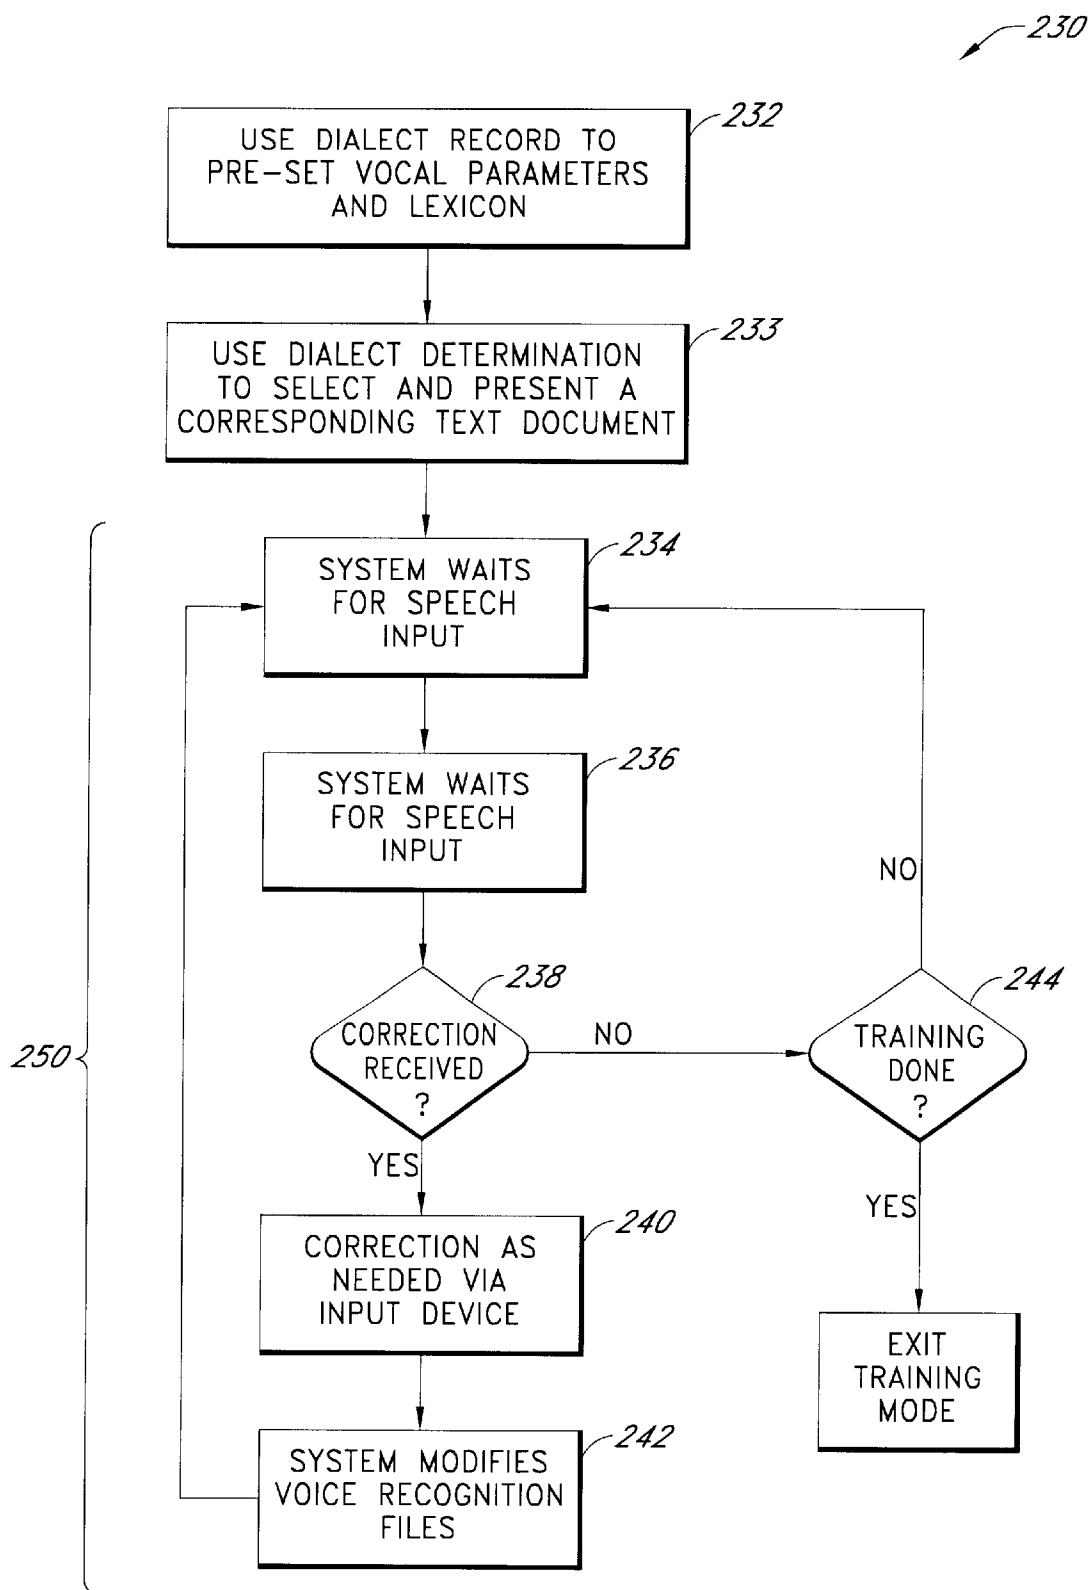 230
232
USE DIALECT RECORD TO
PRE-SET VOCAL PARAMETERS
AND LEXICON
233
USE DIALECT DETERMINATION
TO SELECT AND PRESENT A
CORRESPONDING TEXT DOCUMENT
234
SYSTEM WAITS
FOR SPEECH
INPUT
236
SYSTEM WAITS
FOR SPEECH
INPUT
NO
238
CORRECTION
RECEIVED
?
NO
244
TRAINING
DONE
?
250
YES
YES
240
CORRECTION AS
NEEDED VIA
INPUT DEVICE
EXIT
TRAINING
MODE
242
SYSTEM MODIFIES
VOICE RECOGNITION
FILES